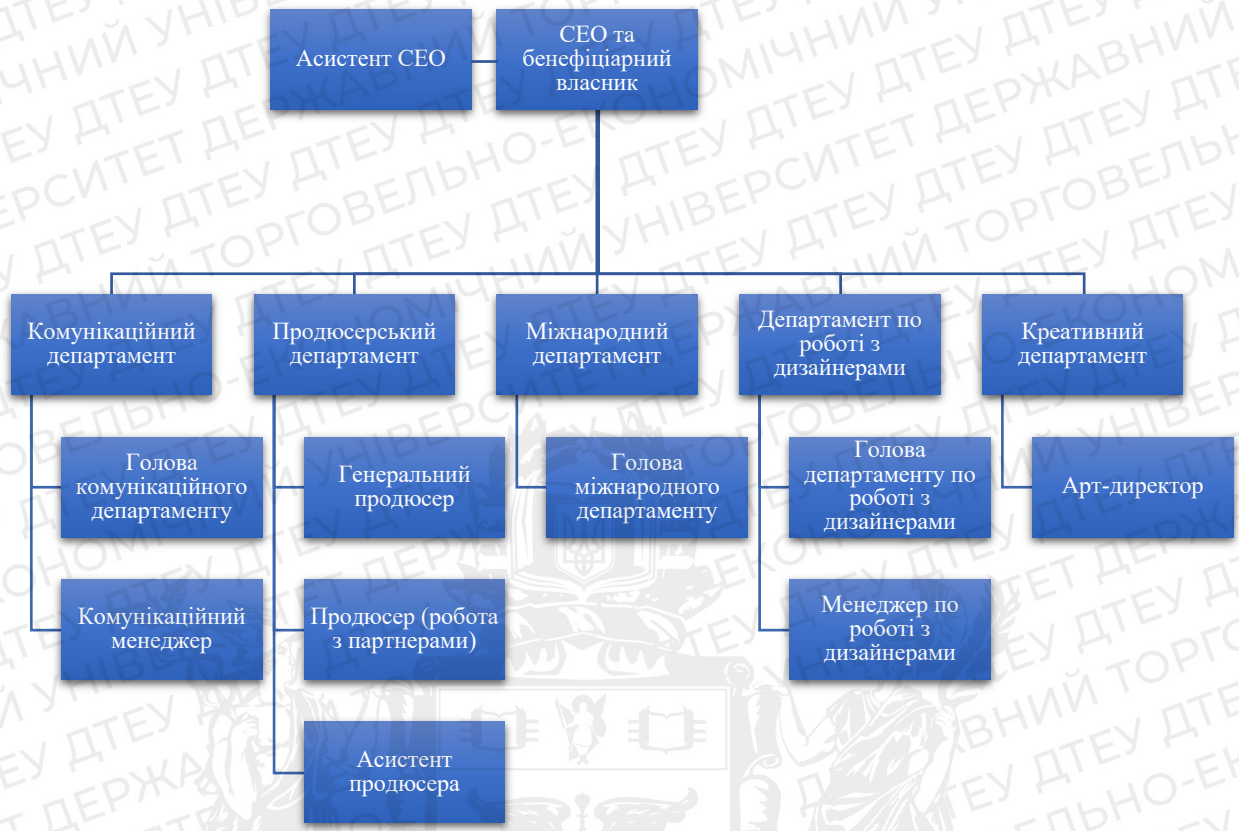 Асистент СЕО
СЕО та
бенефіціарний
власник
Комунікаційний
департамент
Продюсерський
департамент
Міжнародний
департамент
Департамент по
роботі з
дизайнерами
Креативний
департамент
Голова
комунікаційного
департаменту
Генеральний
продюсер
Голова
міжнародного
департаменту
Голова
департаменту по
роботі з
дизайнерами
Арт-директор
Комунікаційний
менеджер
Продюсер (робота
з партнерами)
Менеджер по
роботі з
дизайнерами
Асистент
продюсера